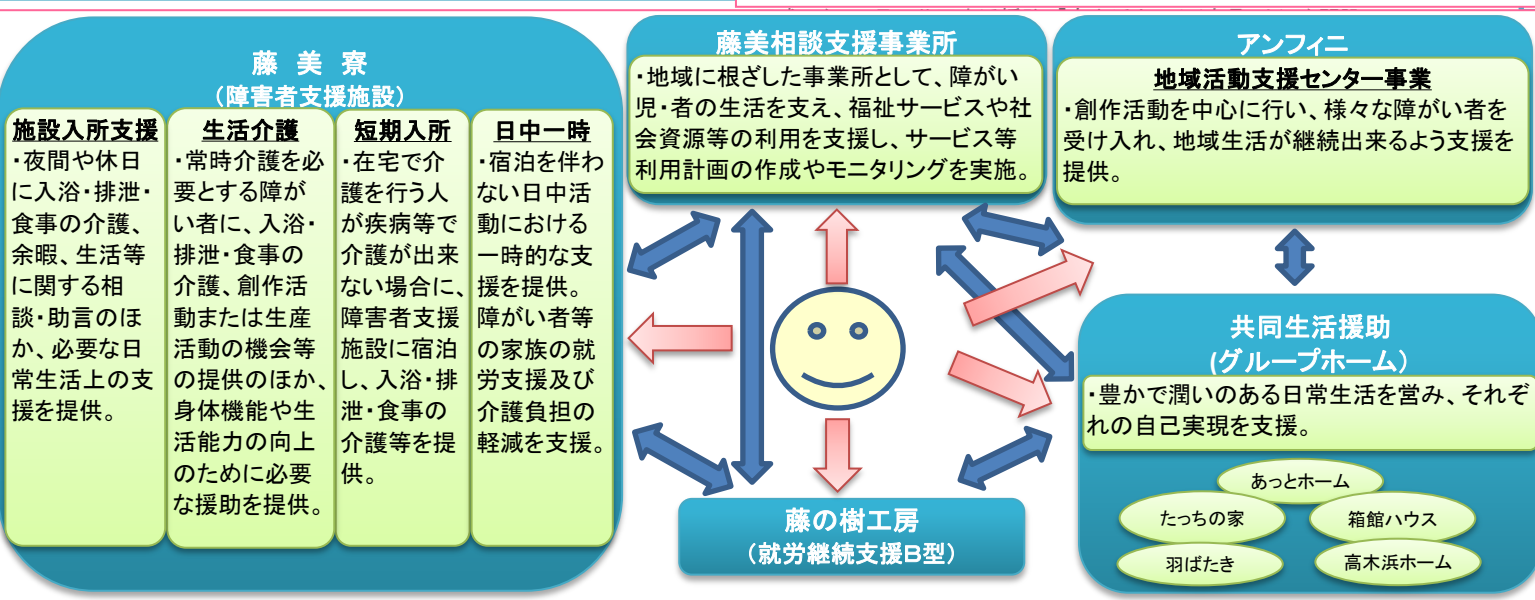 藤 美 寮
（障害者支援施設）
施設入所支援
・夜間や休日
に入浴・排泄・
食事の介護、
余暇、生活等
に関する相
談・助言のほ
か、必要な日
常生活上の支
援を提供。
生活介護
・常時介護を必
要とする障が
い者に、入浴・
排泄・食事の
介護、創作活
動または生産
活動の機会等
の提供のほか、
身体機能や生
活能力の向上
のために必要
な援助を提供。
短期入所
・在宅で介
護を行う人
が疾病等で
介護が出来
ない場合に、
障害者支援
施設に宿泊
し、入浴・排
泄・食事の
介護等を提
供。
日中一時
・宿泊を伴わ
ない日中活
動における
一時的な支
援を提供。
障がい者等
の家族の就
労支援及び
介護負担の
軽減を支援。
藤美相談支援事業所
・地域に根ざした事業所として、障がい
児・者の生活を支え、福祉サービスや社
会資源等の利用を支援し、サービス等
利用計画の作成やモニタリングを実施。
アンフィニ
地域活動支援センター事業
・創作活動を中心に行い、様々な障がい者を
受け入れ、地域生活が継続出来るよう支援を
提供。
共同生活援助
(グループホーム）
・豊かで潤いのある日常生活を営み、それぞ
れの自己実現を支援。
あっとホーム
たっちの家
箱館ハウス
羽ばたき
高木浜ホーム
藤の樹工房
（就労継続支援Ｂ型）